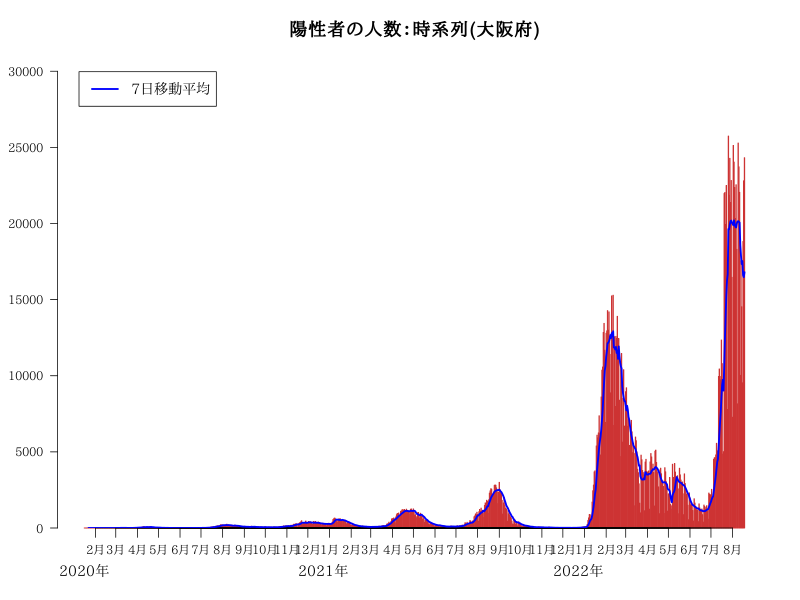 陽性者の人数:時系列(大阪府)
30000
7日移動平均
25000
20000
15000
10000
5000
0
2月 3月 4月 5月 6月 7月 8月 9月 10月 11月 12月 1月 2月 3月 4月 5月 6月 7月 8月 9月 10月 11月 12月 1月 2月 3月 4月 5月 6月 7月 8月
2020年 2021年 2022年